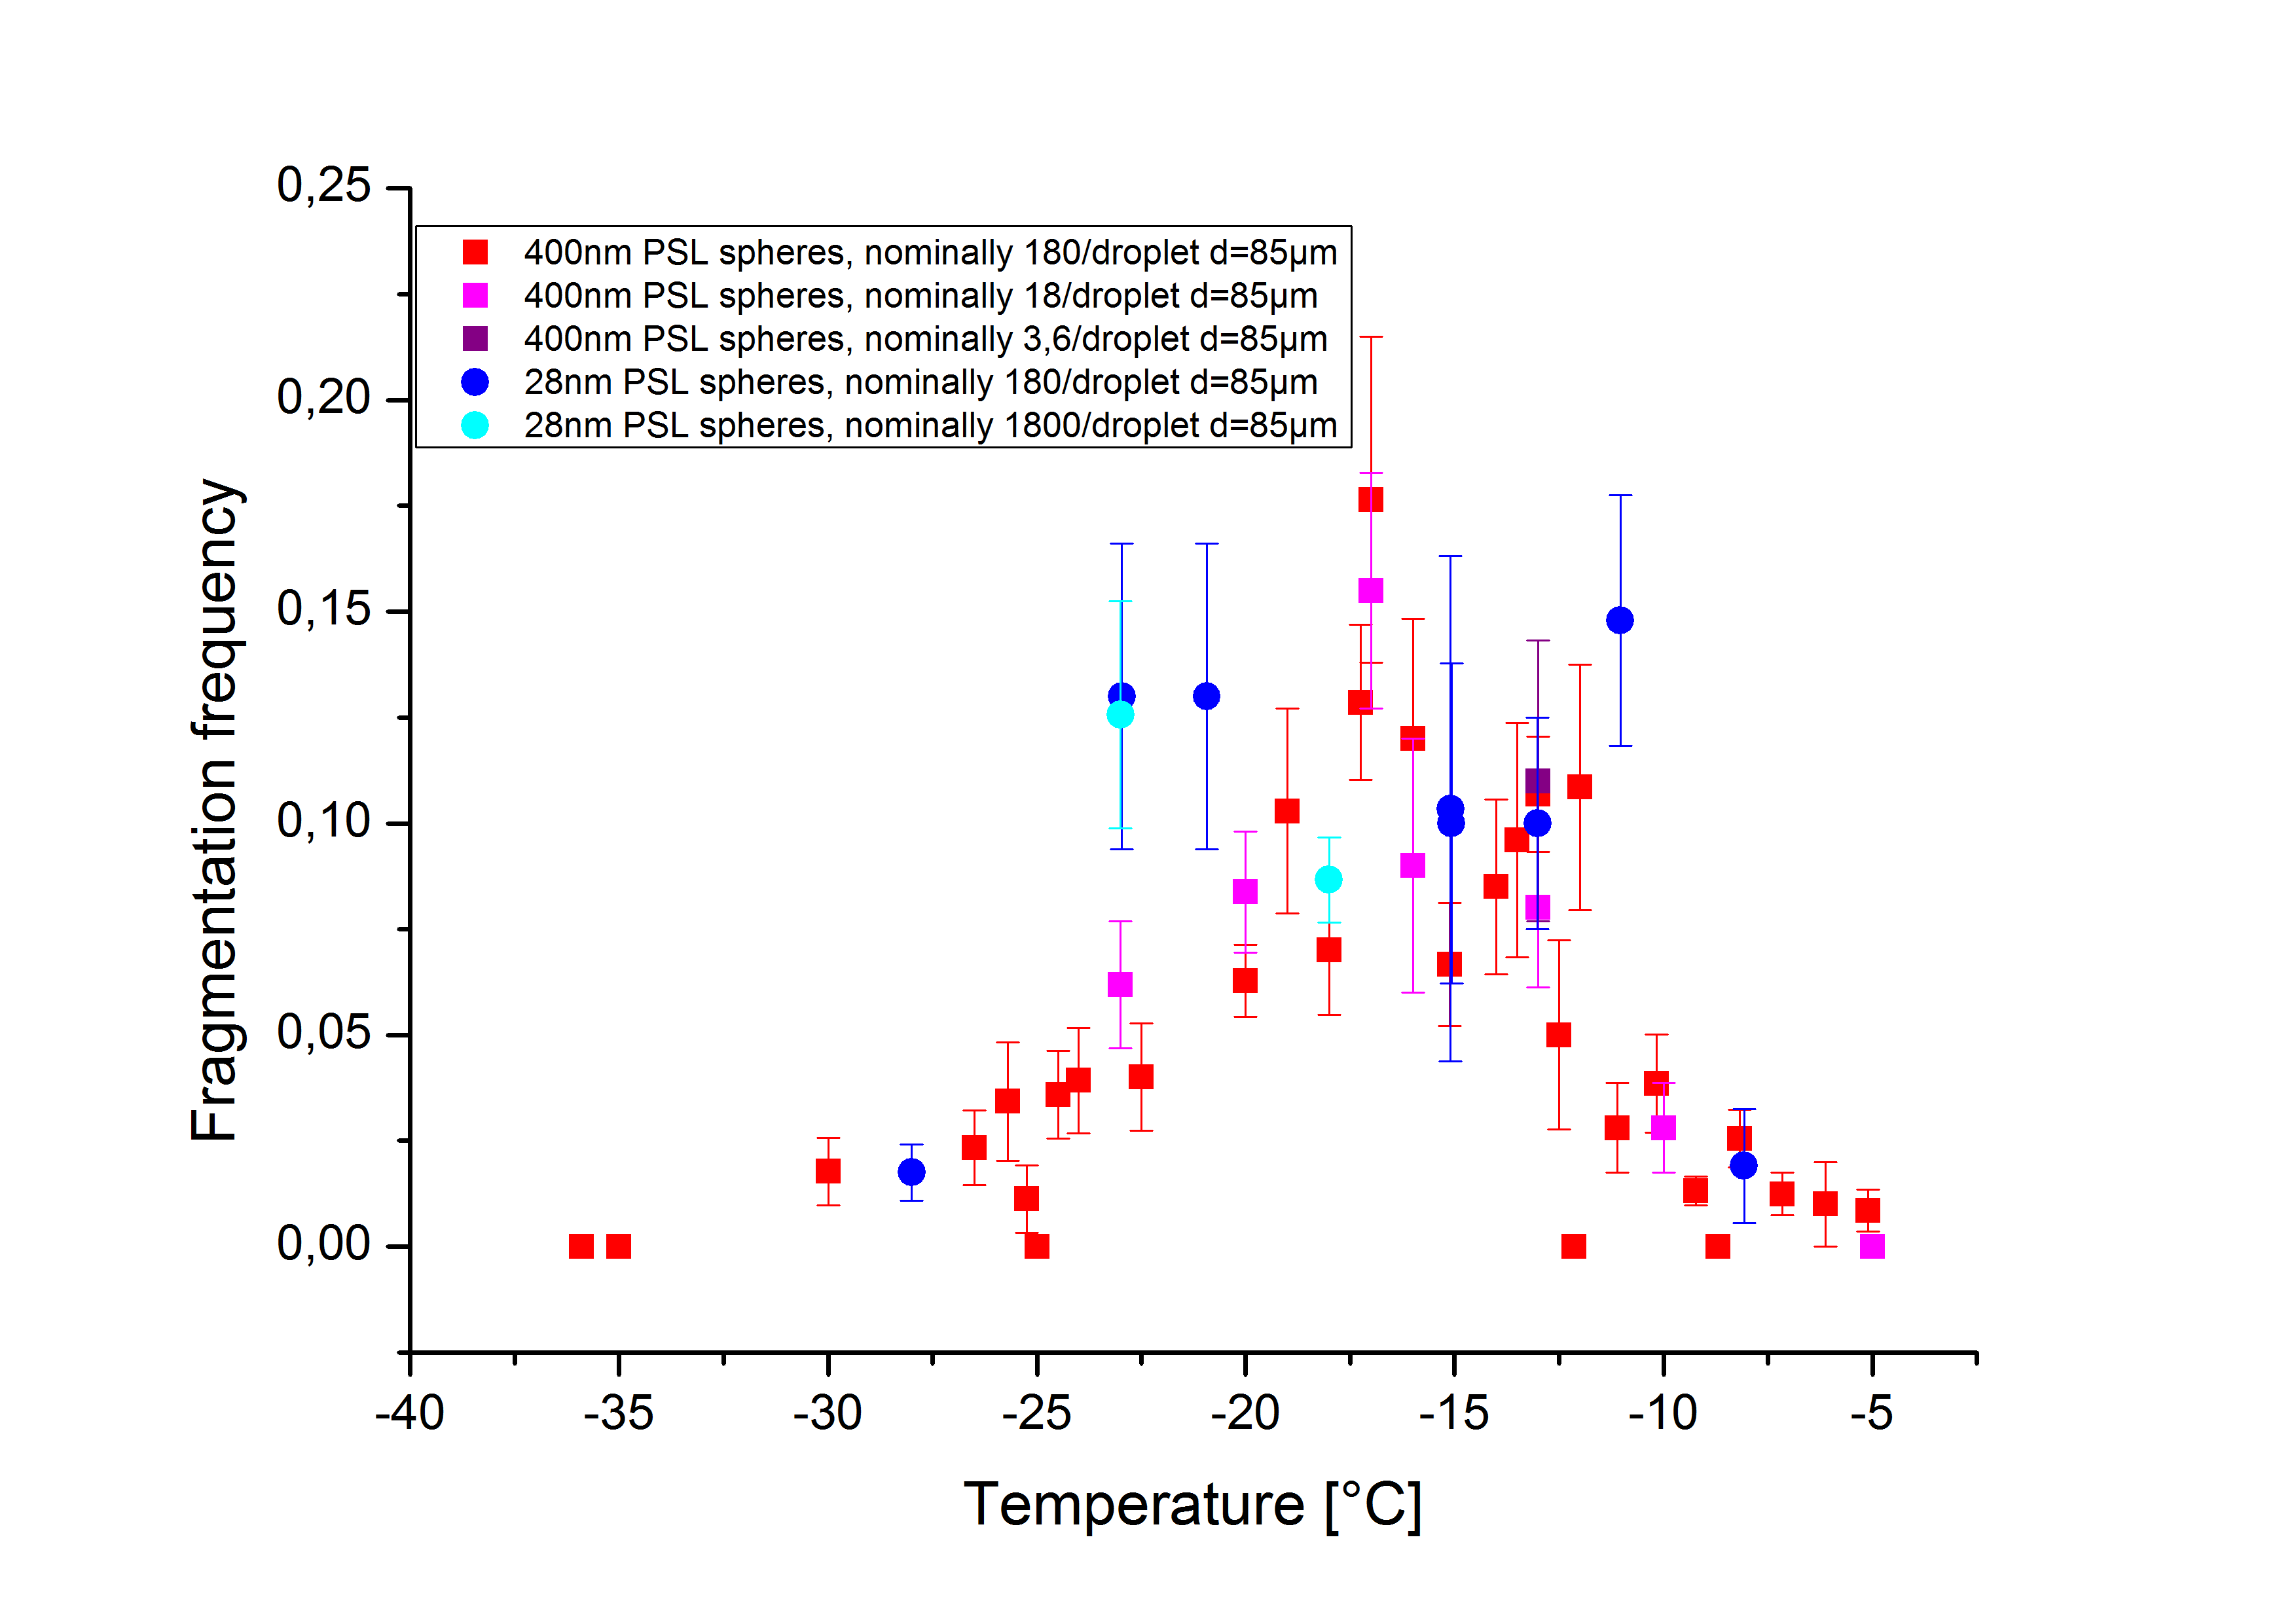 0,25
400nm PSL spheres, nominally 180/droplet d=85µm
400nm PSL spheres, nominally 18/droplet d=85µm
400nm PSL spheres, nominally 3,6/droplet d=85µm
28nm PSL spheres, nominally 180/droplet d=85µm
28nm PSL spheres, nominally 1800/droplet d=85µm
0,20
0,15
0,10
0,05
0,00
Fragmentation frequency
-40 -35 -30 -25 -20 -15 -10 -5
Temperature [°C]